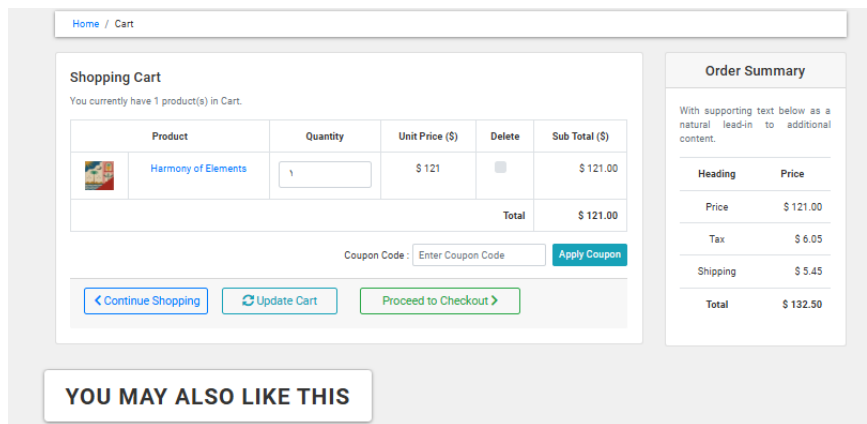 Home / Cart
Shopping Cart
You currently have 1 product(s) in Cart.
Product Quantity Unit Price ($) Delete Sub Total ($)
Harmony of Elements ١ $ 121 $ 121.00
Total $ 121.00
Coupon Code : Enter Coupon Code Apply Coupon
Continue Shopping Update Cart Proceed to Checkout
Order Summary
With supporting text below as a
natural lead-in to additional
content.
Heading Price
Price $ 121.00
Tax $ 6.05
Shipping $ 5.45
Total $ 132.50
YOU MAY ALSO LIKE THIS